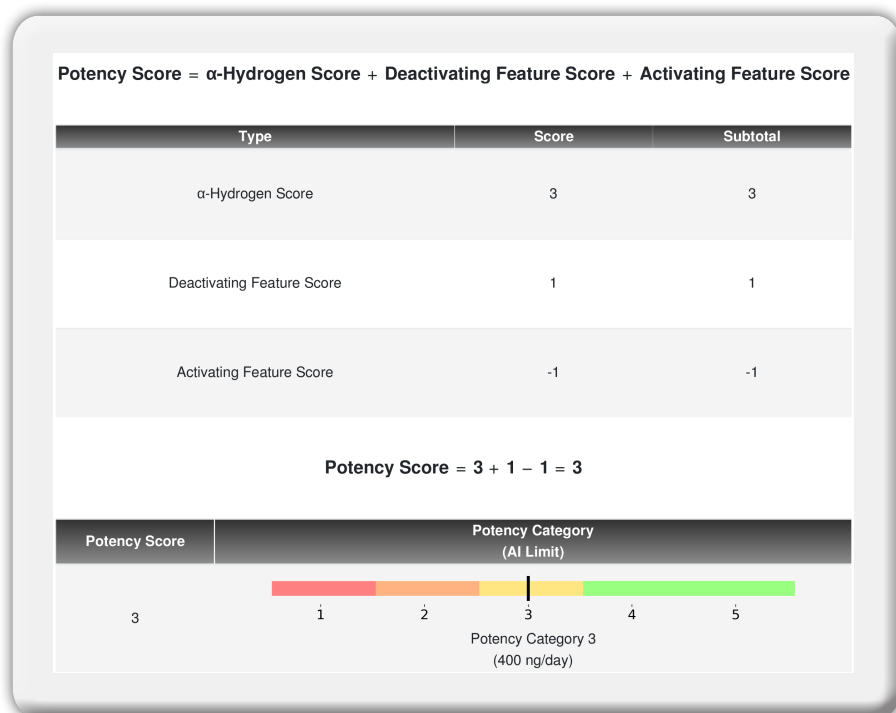 Potency Score = α-Hydrogen Score + Deactivating Feature Score + Activating Feature Score
Type Score Subtotal
α-Hydrogen Score 3 3
Deactivating Feature Score 1 1
Activating Feature Score -1 -1
Potency Score = 3 + 1 − 1 = 3
Potency Score Potency Category
(AI Limit)
3
1 2 3 4 5
Potency Category 3
(400 ng/day)